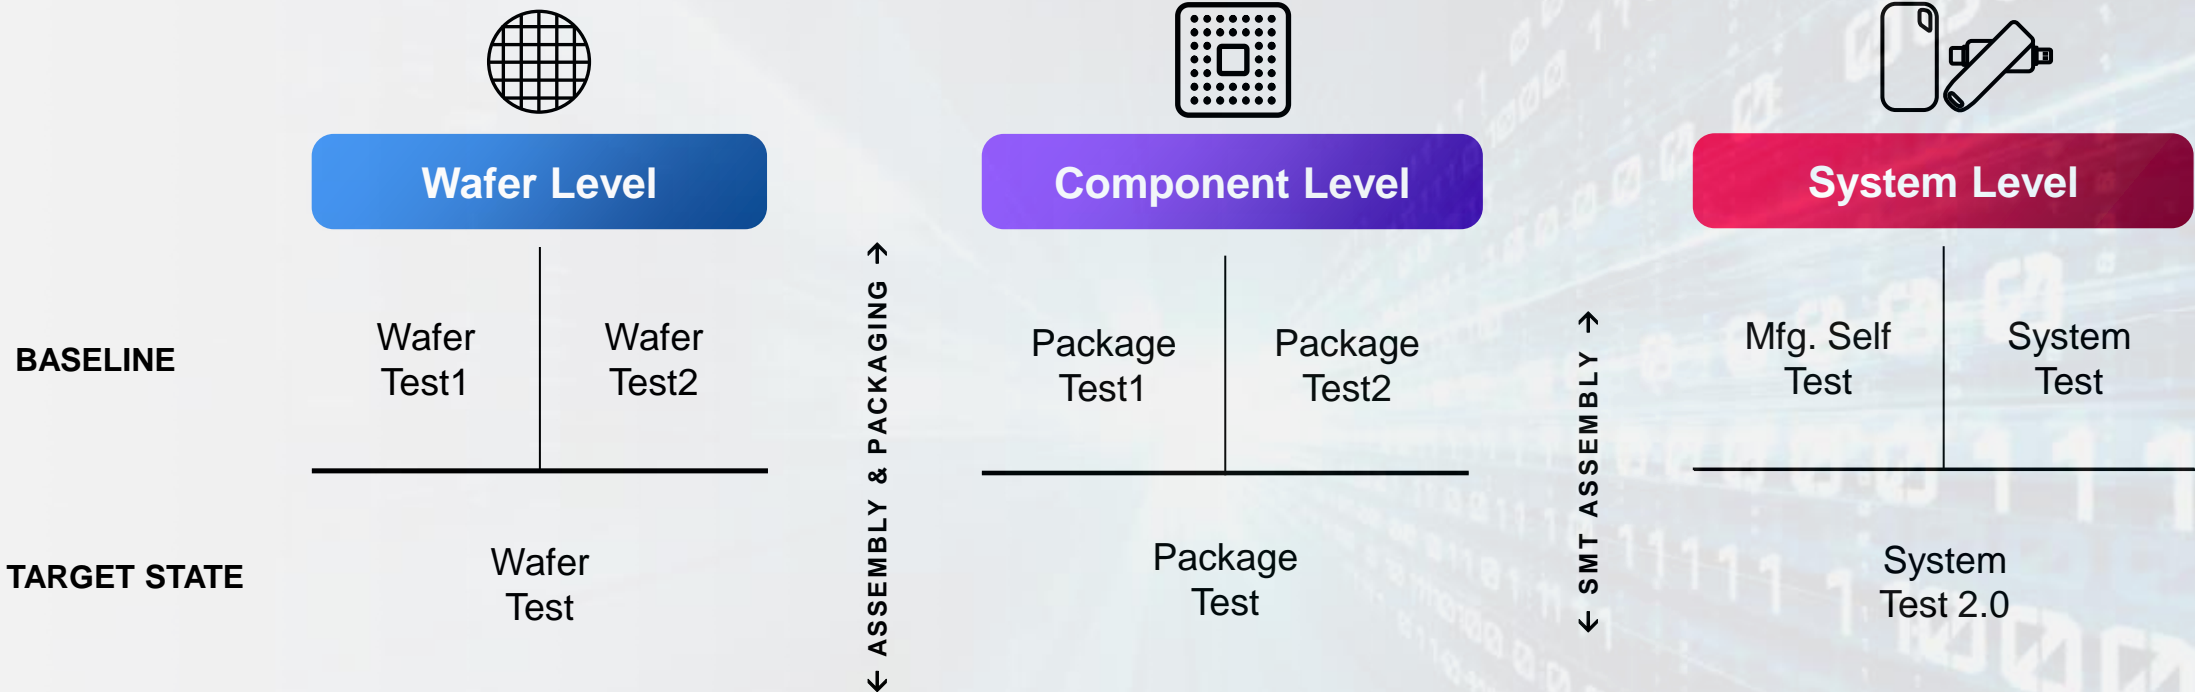 Wafer Level
Component Level
System Level
BASELINE
Wafer
Test1
Wafer
Test2
← ASSEMBLY & PACKAGING →
Package
Test1
Package
Test2
← SMT ASSEMBLY →
Mfg. Self
Test
System
Test
TARGET STATE
Wafer
Test
Package
Test
System
Test 2.0